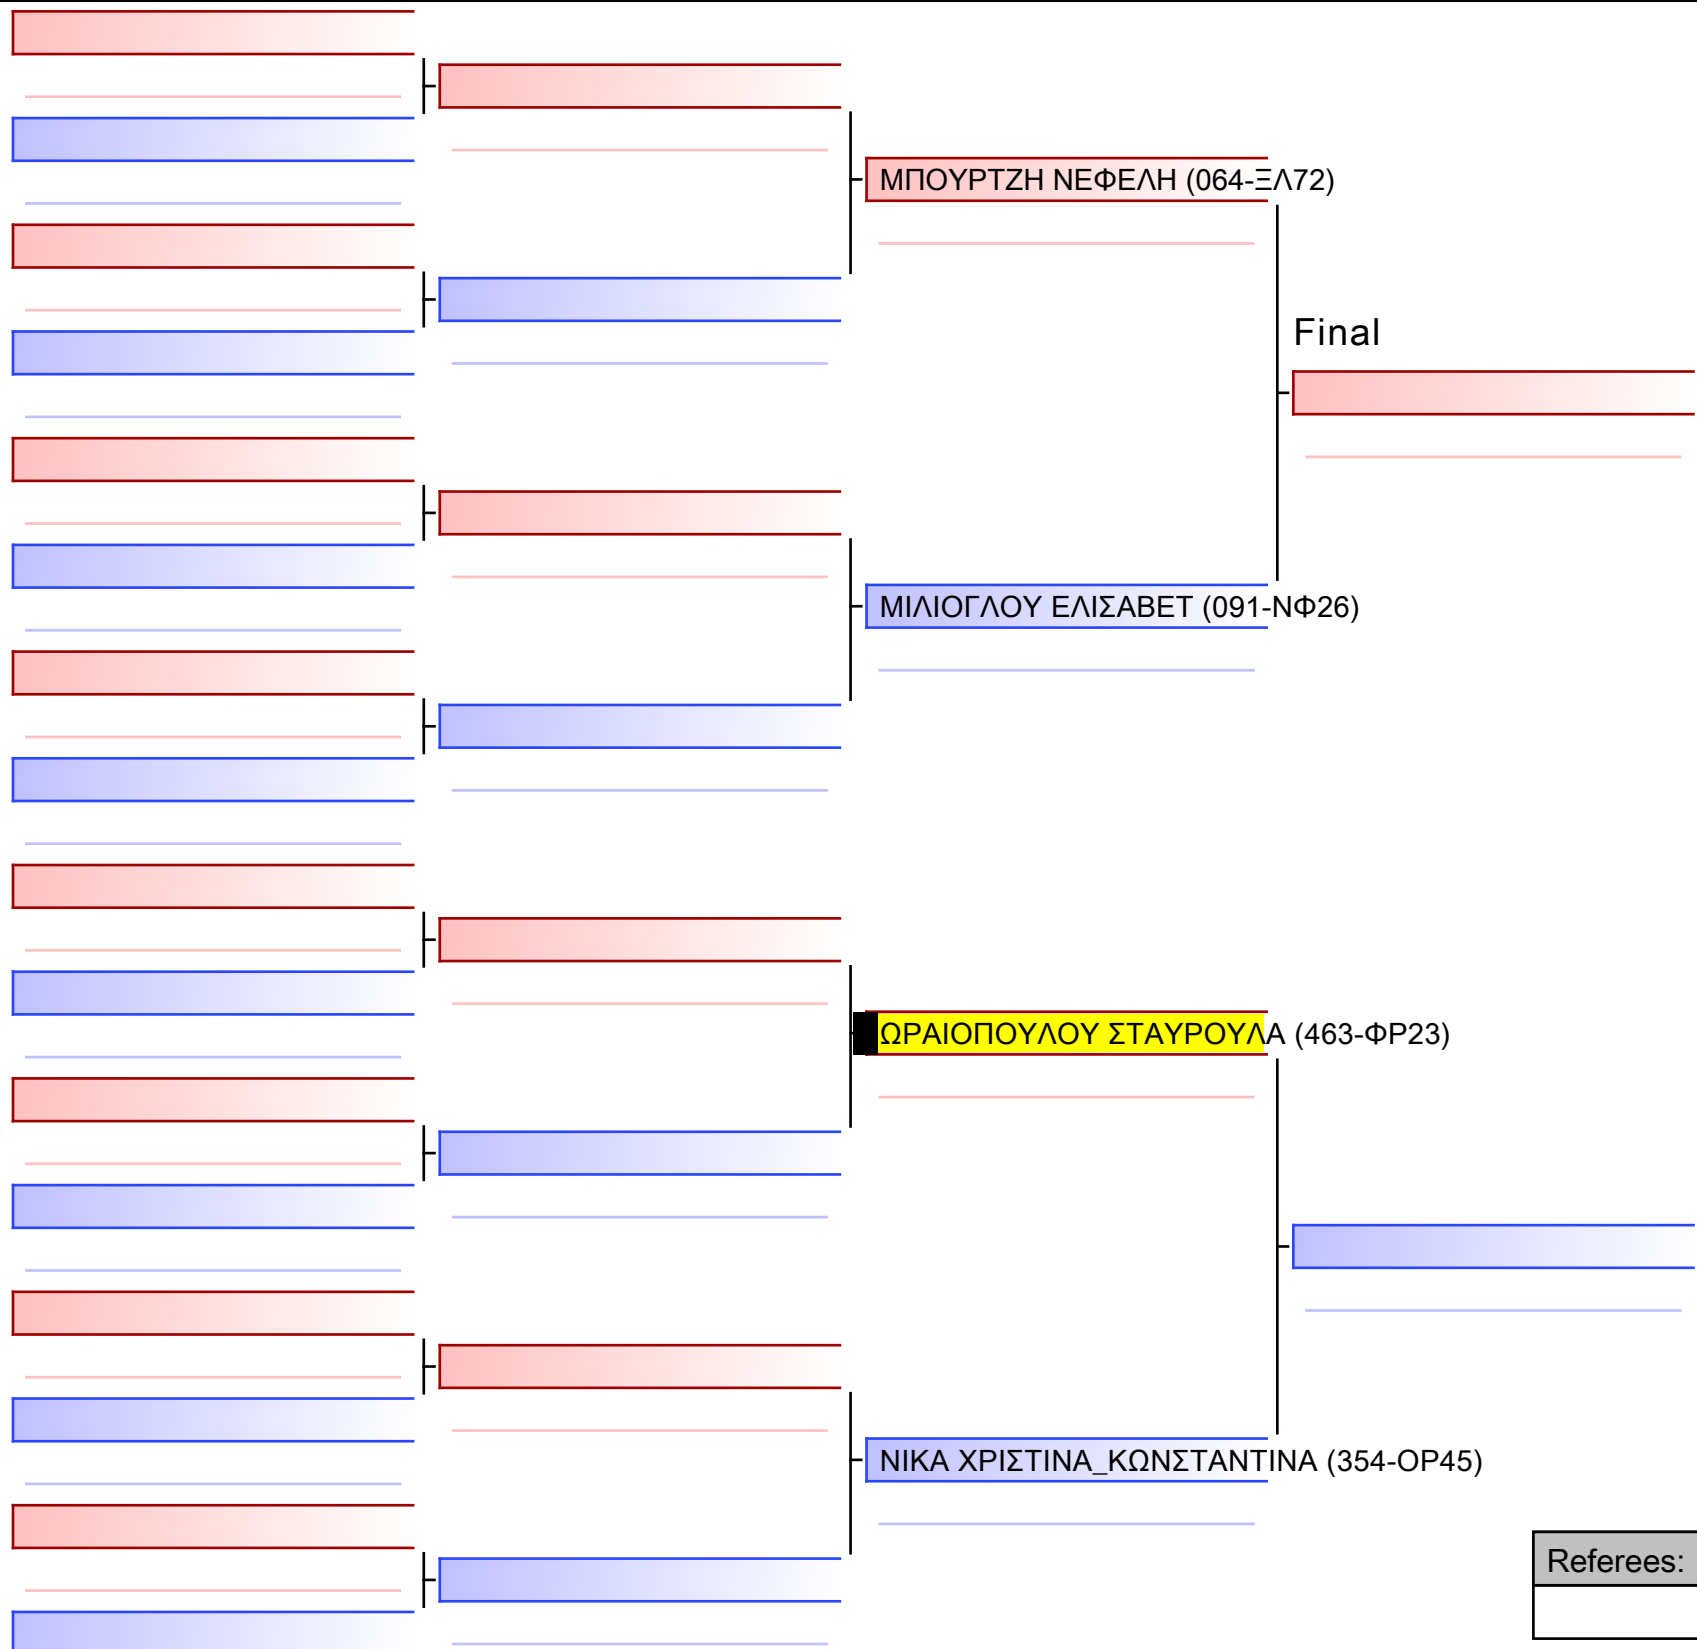 ΜΠΟΥΡΤΖΗ ΝΕΦΕΛΗ (064-ΞΛ72)
Final
ΜΙΛΙΟΓΛΟΥ ΕΛΙΣΑΒΕΤ (091-ΝΦ26)
ΩΡΑΙΟΠΟΥΛΟΥ ΣΤΑΥΡΟΥΛΑ (463-ΦΡ23)
ΝΙΚΑ ΧΡΙΣΤΙΝΑ_ΚΩΝΣΤΑΝΤΙΝΑ (354-ΟΡ45)
Referees: